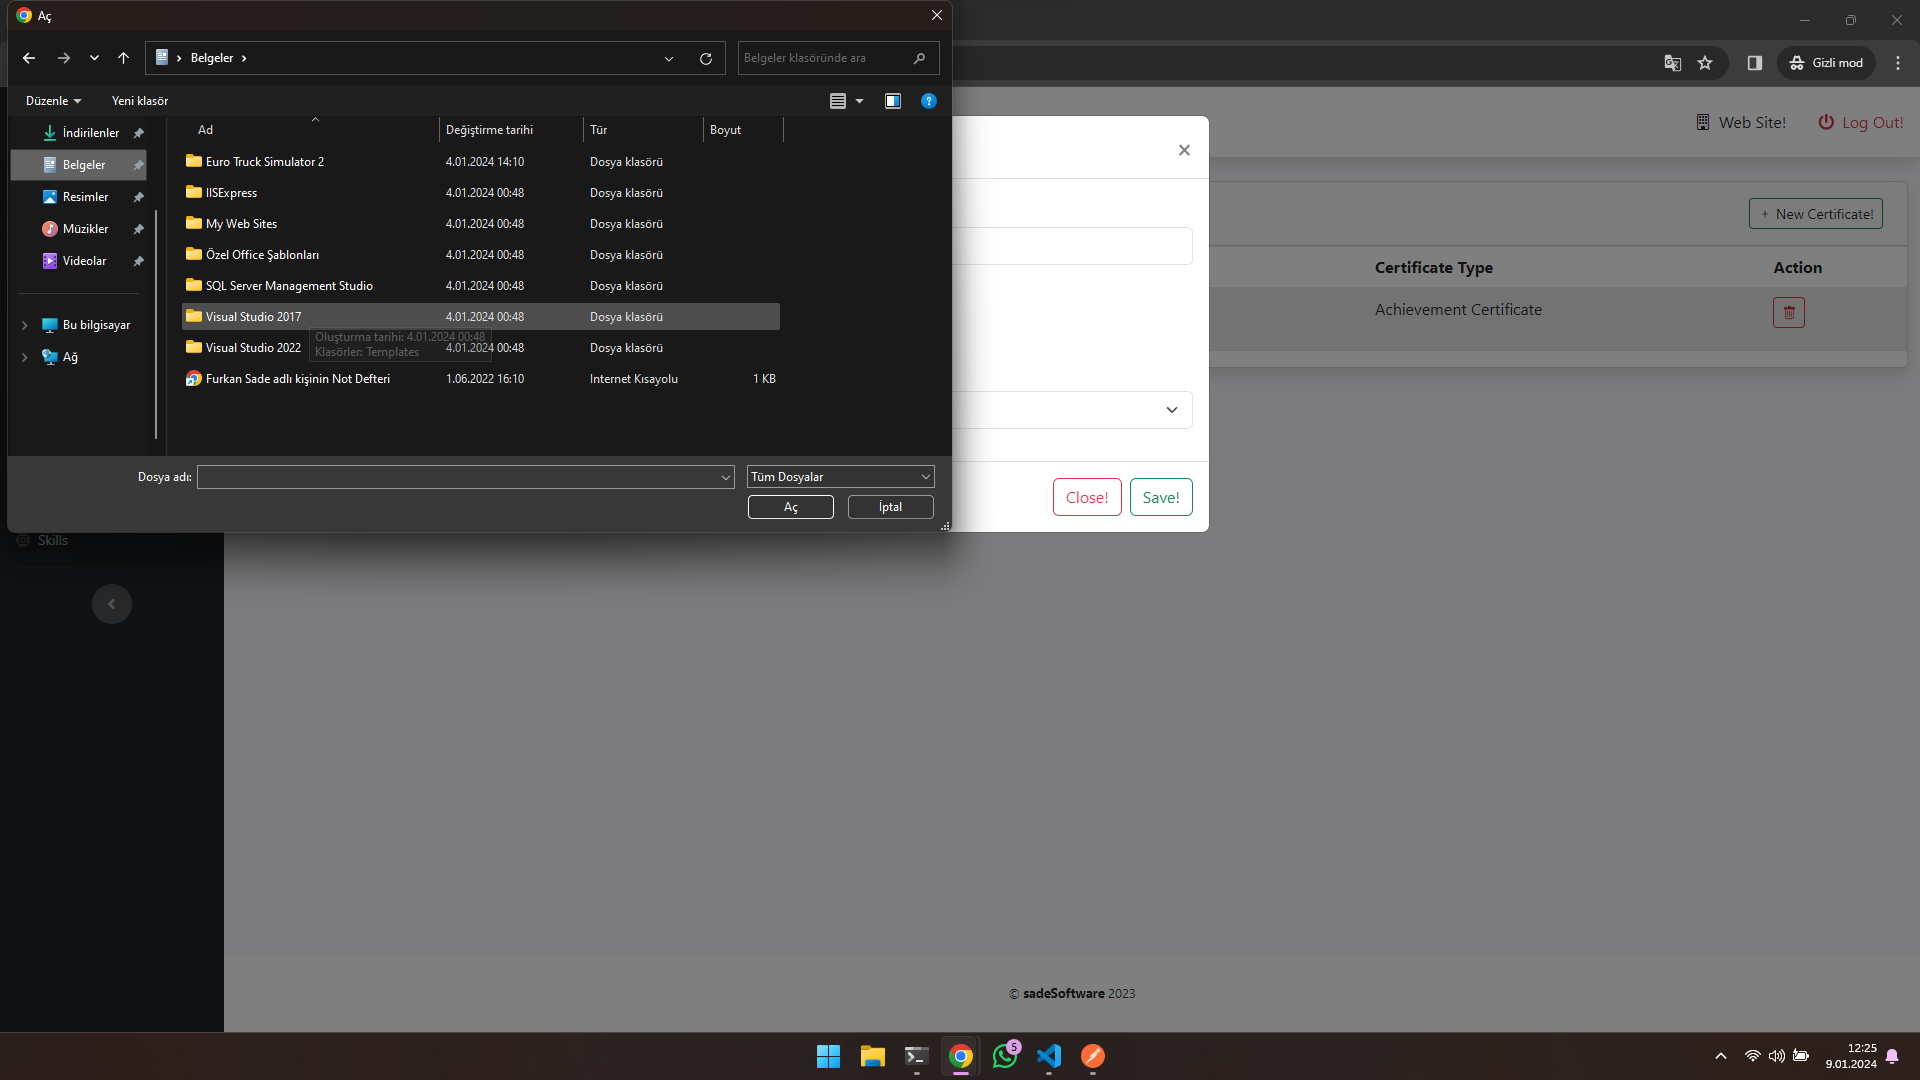 Aç
Belgeler
Belgeler klasöründe ara
Gizli mod
Düzenle
Yeni klasör
İndirilenler
Belgeler
Resimler
Müzikler
Videolar
Bu bilgisayar
Ağ
Ad Değiştirme tarihi Tür Boyut
Euro Truck Simulator 2 4.01.2024 14:10 Dosya klasörü
IISExpress 4.01.2024 00:48 Dosya klasörü
My Web Sites 4.01.2024 00:48 Dosya klasörü
Özel Office Şablonları 4.01.2024 00:48 Dosya klasörü
SQL Server Management Studio 4.01.2024 00:48 Dosya klasörü
Visual Studio 2017 4.01.2024 00:48 Dosya klasörü
Oluşturma tarihi: 4.01.2024 00:48
Klasörler: Templates
Visual Studio 2022 4.01.2024 00:48 Dosya klasörü
Furkan Sade adlı kişinin Not Defteri 1.06.2022 16:10 Internet Kısayolu 1 KB
Dosya adı:
Tüm Dosyalar
Aç
İptal
Web Site!
Log Out!
+ New Certificate!
Certificate Type Action
Achievement Certificate
Close!
Save!
Skills
© sadeSoftware 2023
5
12:25
9.01.2024